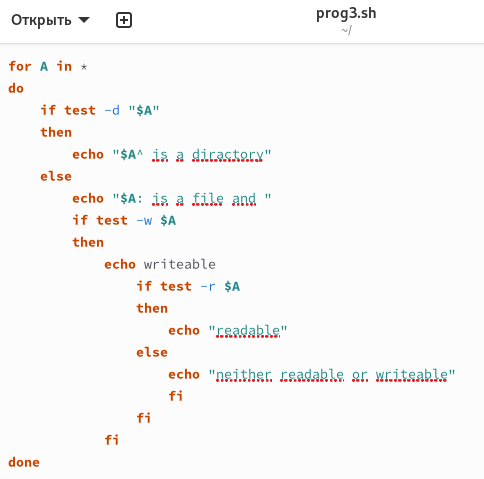 Открыть
prog3.sh
~/
for A in *
do
    if test -d "$A"
    then
        echo "$A^ is a diractory"
    else
        echo "$A: is a file and "
        if test -w $A
        then
            echo writeable
                if test -r $A
                then
                    echo "readable"
                else
                    echo "neither readable or writeable"
                    fi
                fi
            fi
done